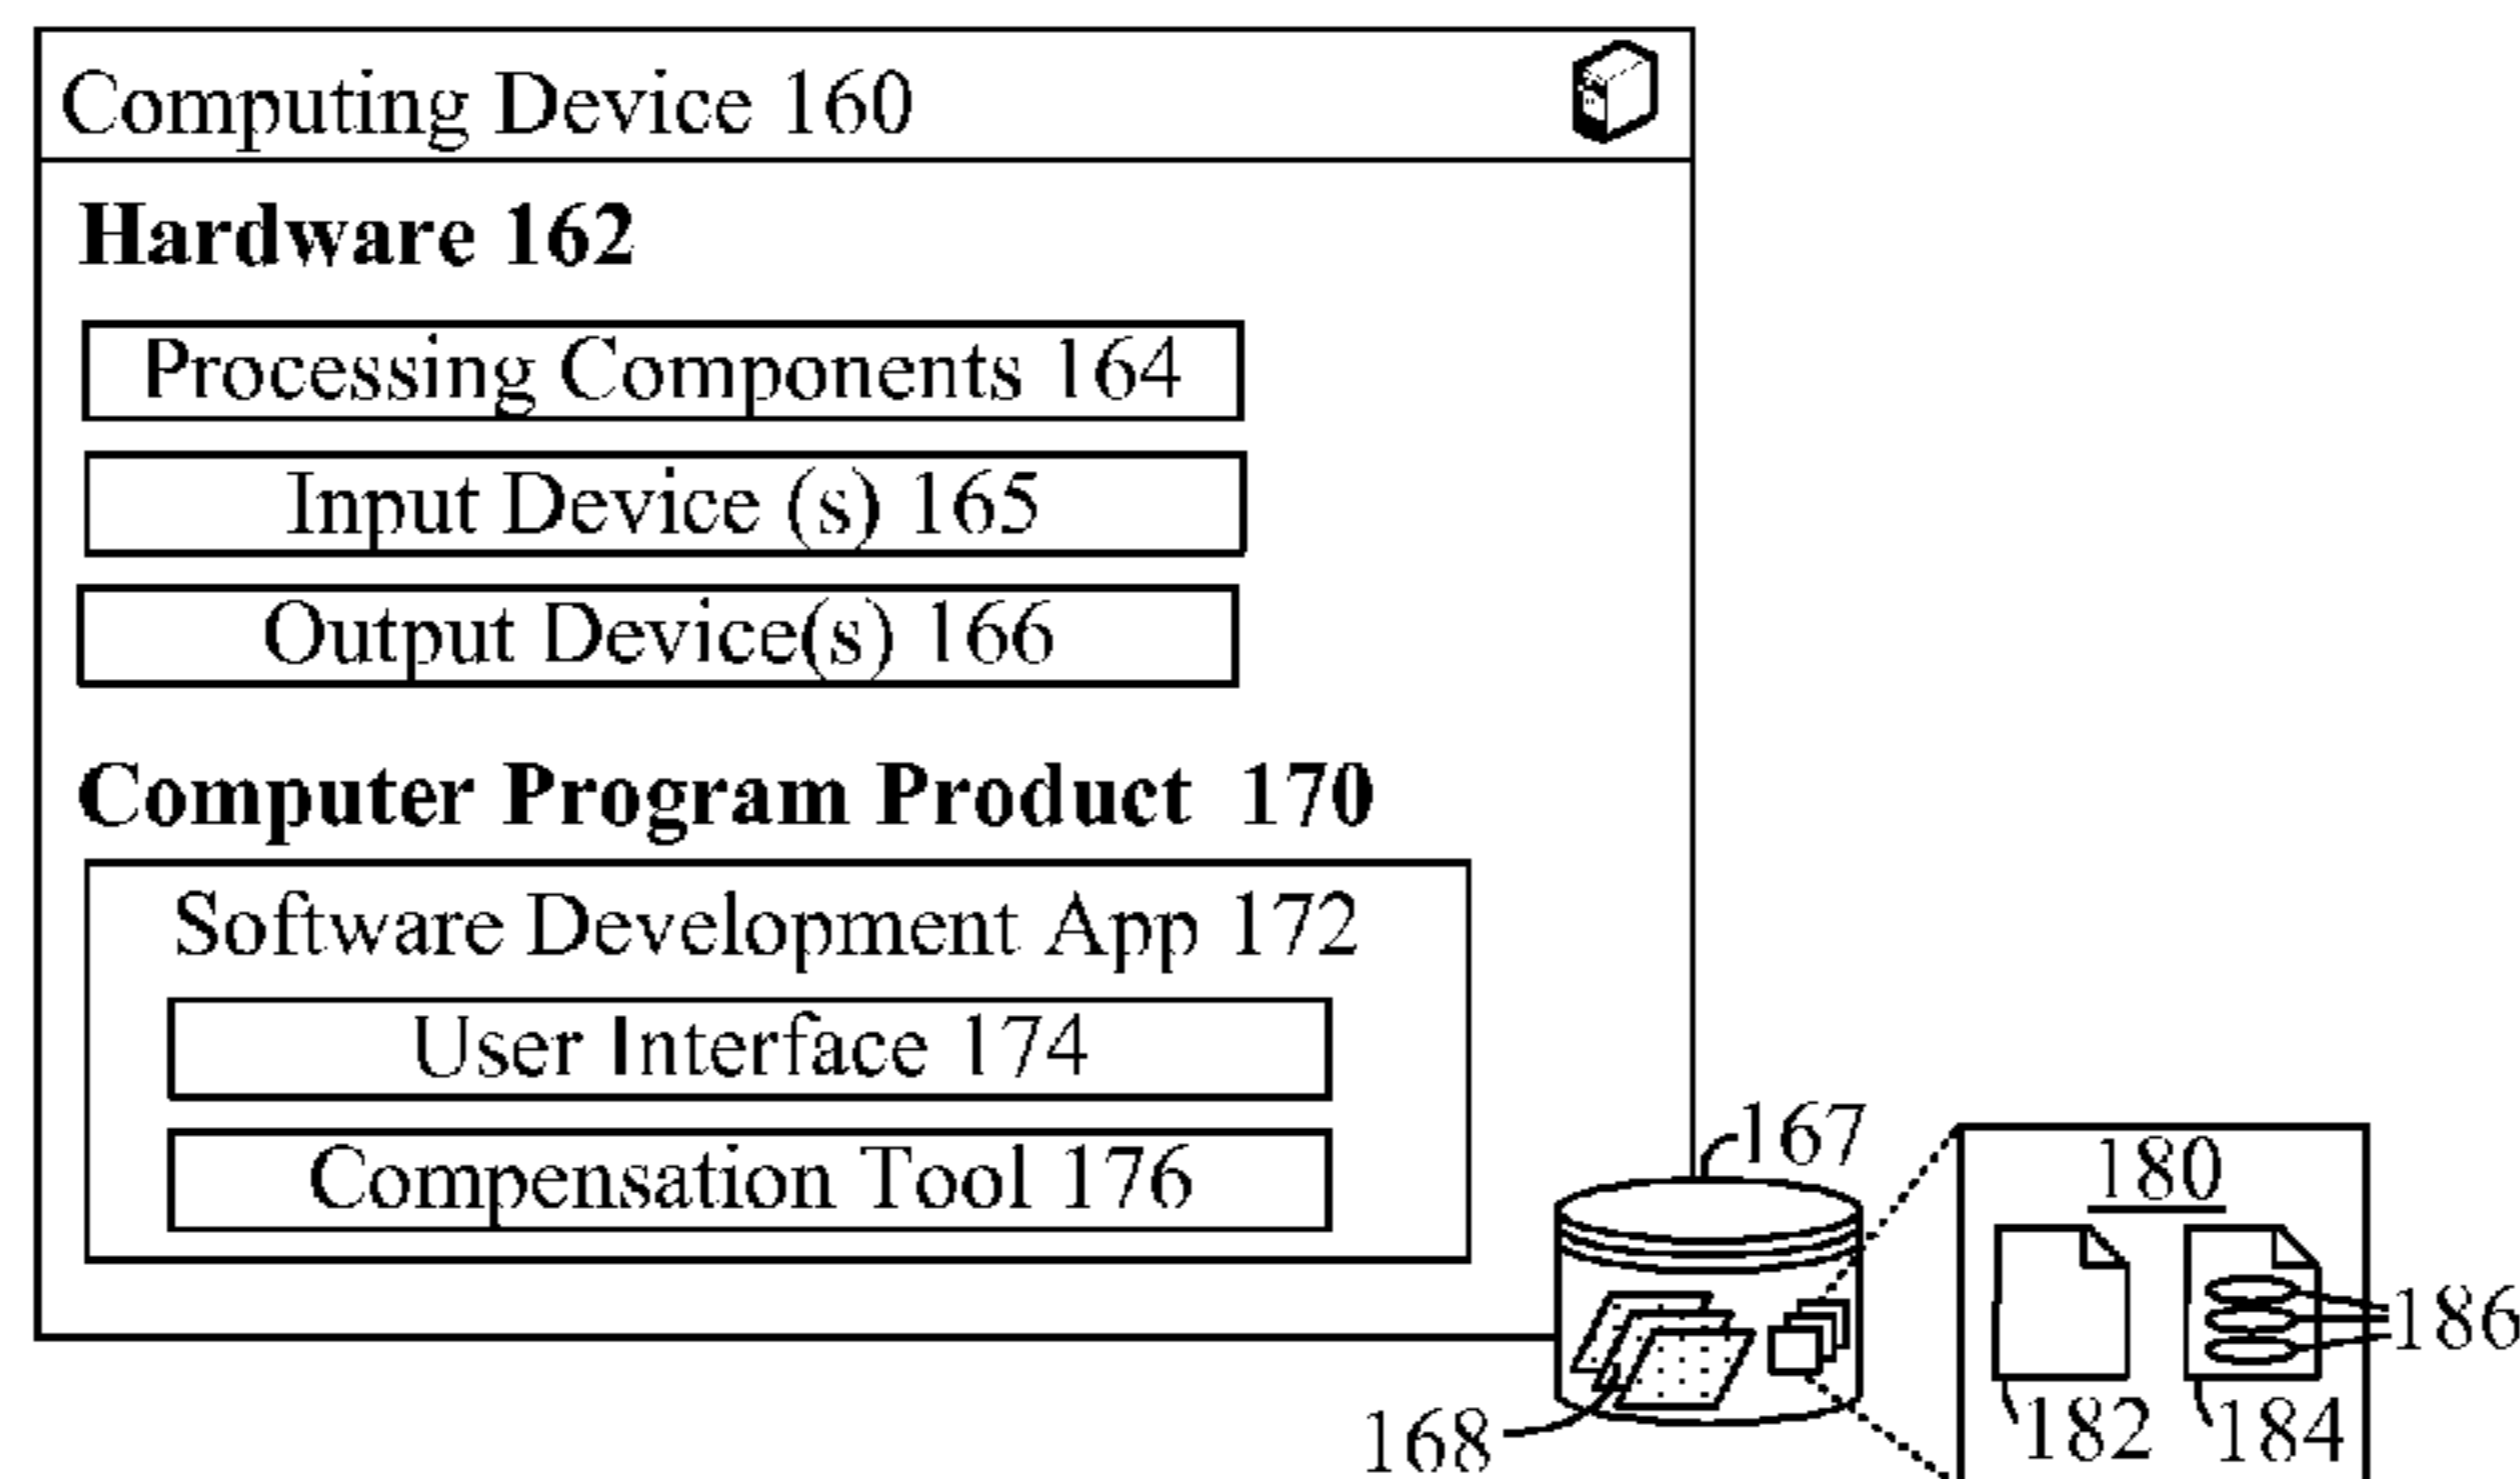 Computing Device 160
Hardware 162
Processing Components 164
Input Device (s) 165
Output Device(s) 166
Computer Program Product 170
Software Development App 172
User Interface 174
Compensation Tool 176
167
180
186
168
182
184